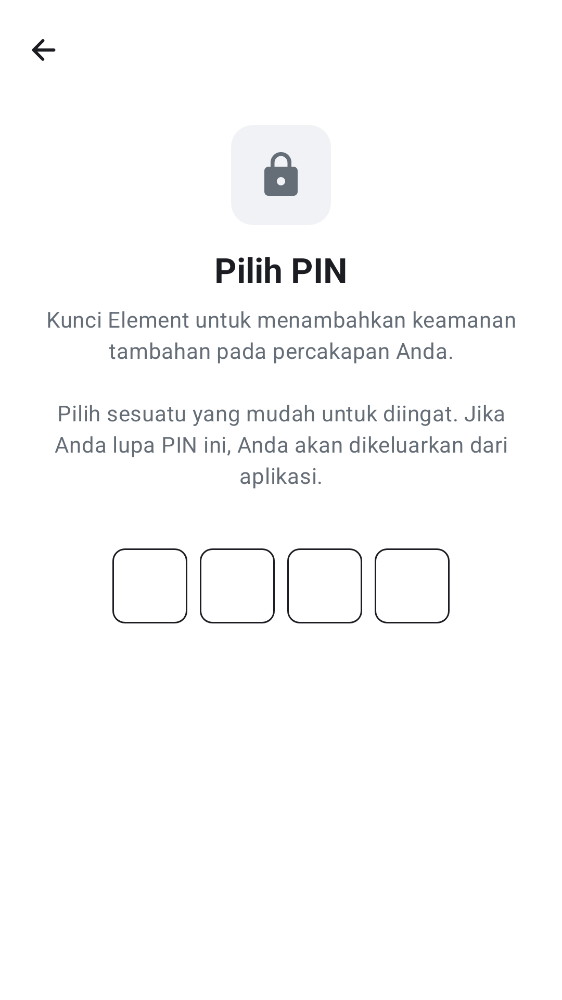 Pilih PIN
Kunci Element untuk menambahkan keamanan
tambahan pada percakapan Anda.
Pilih sesuatu yang mudah untuk diingat. Jika
Anda lupa PIN ini, Anda akan dikeluarkan dari
aplikasi.